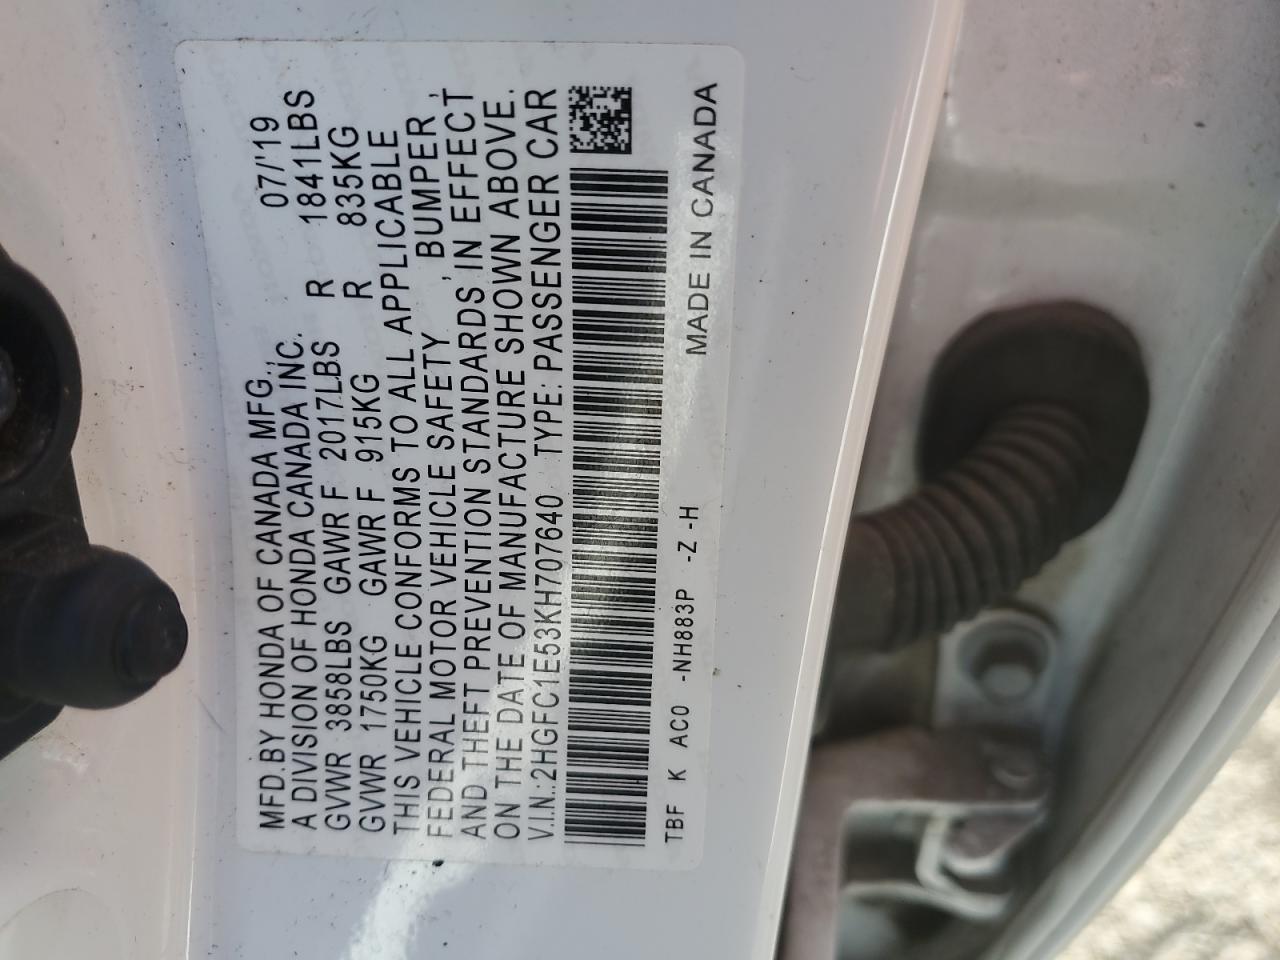 MFD.BY HONDA OF CANADA MFG., 07/'19
A DIVISION OF HONDA CANADA INC.
GVWR 3858LBS GAWR F 2017LBS R 1841LBS
GVWR 1750KG GAWR F 915KG R 835KG
THIS VEHICLE CONFORMS TO ALL APPLICABLE
FEDERAL MOTOR VEHICLE SAFETY , BUMPER ,
AND THEFT PREVENTION STANDARDS IN EFFECT
ON THE DATE OF MANUFACTURE SHOWN ABOVE.
V.I.N.:2HGFC1E53KH707640 TYPE: PASSENGER CAR
TBF K AC0 -NH883P -Z -H
MADE IN CANADA